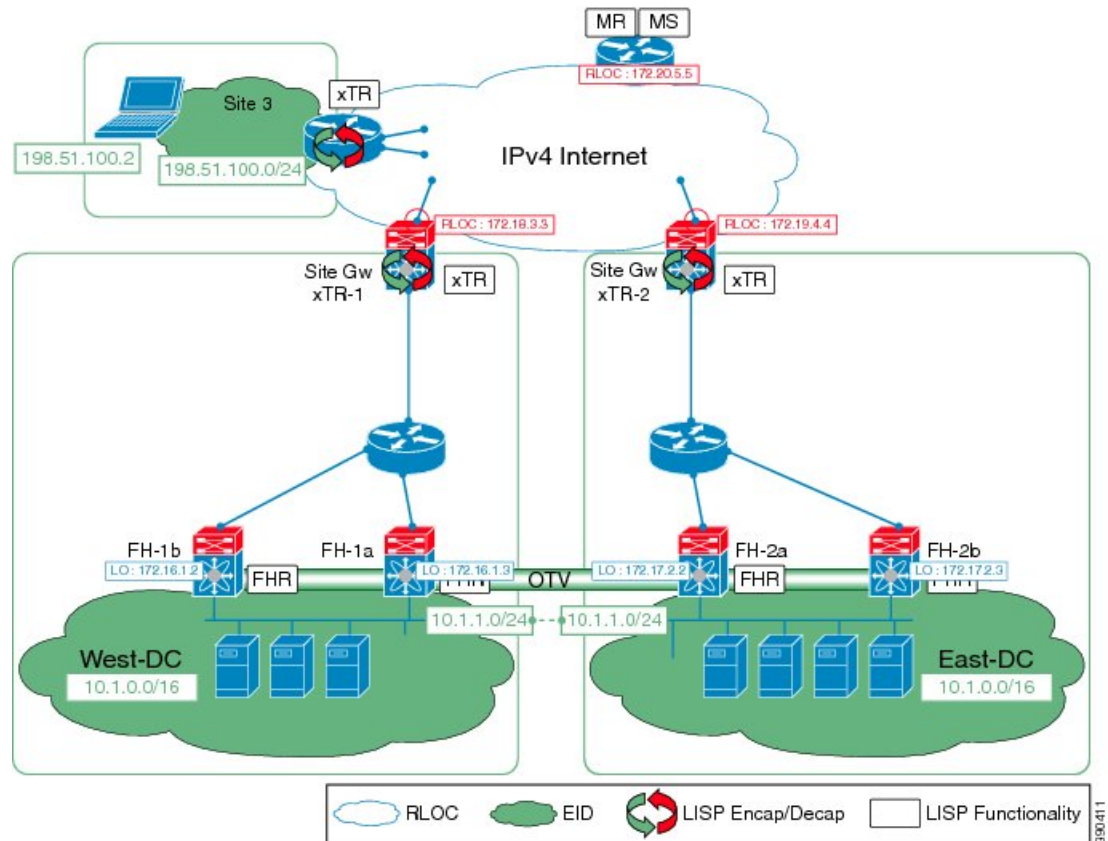 MR MS
RLOC : 172.20.5.5
Site 3
xTR
198.51.100.2
198.51.100.0/24
IPv4 Internet
RLOC : 172.18.3.3
RLOC : 172.19.4.4
Site Gw
xTR-1
xTR
Site Gw
xTR-2
xTR
FH-1b
FH-1a
FH-2a
FH-2b
LO : 172.16.1.2
LO : 172.16.1.3
LO : 172.17.2.2
LO : 172.17.2.3
FHR
OTV
FHR
10.1.1.0/24
10.1.1.0/24
West-DC
10.1.0.0/16
East-DC
10.1.0.0/16
RLOC
EID
LISP Encap/Decap
LISP Functionality